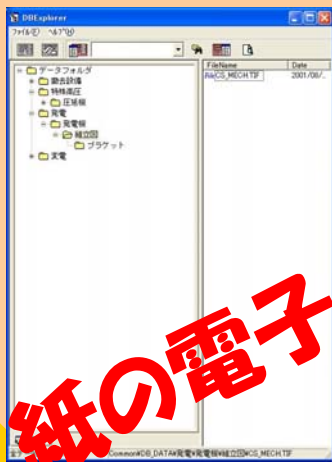 DBExplorer
ファイル(F) ヘルプ(H)
FileName Date
CS_MECH.TIF 2001/08/..
データフォルダ
撤去設備
特殊高圧
圧延機
発電
発電機
組立図
ブラケット
変電
紙の電子
Common¥DB_DATA¥発電¥発電機¥組立図¥CS_MECH.TIF